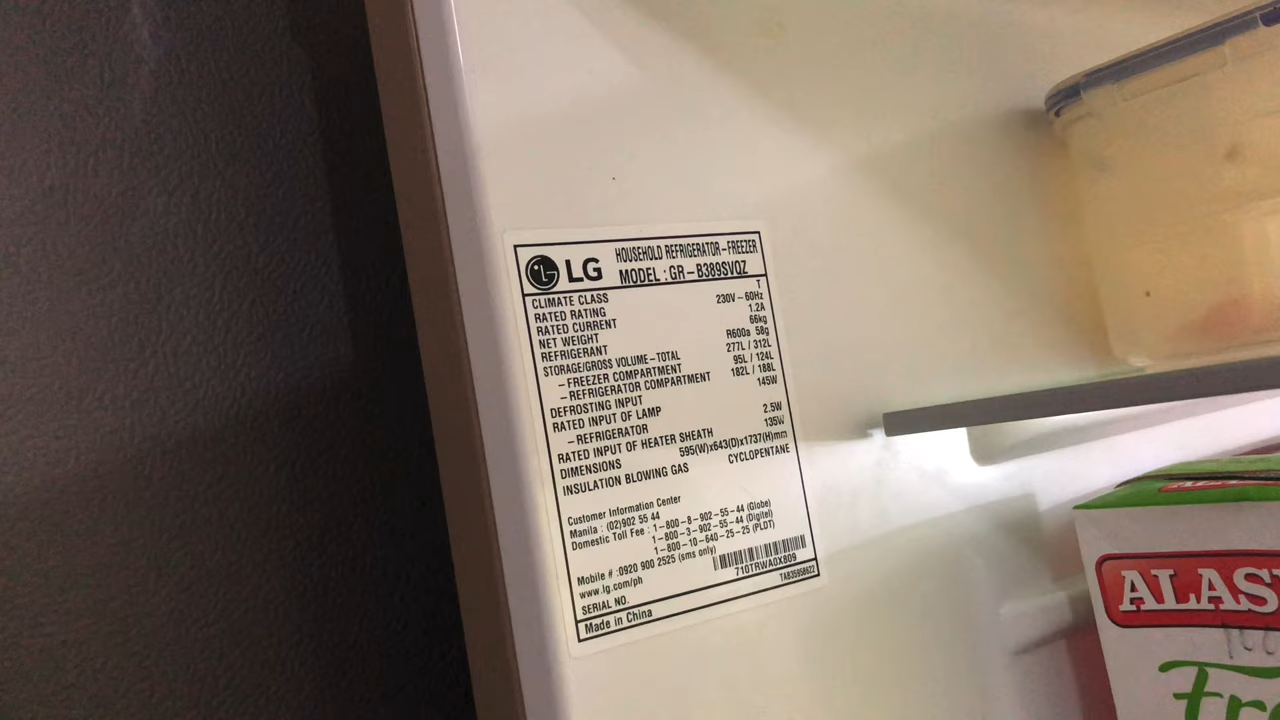 LG
HOUSEHOLD REFRIGERATOR-FREEZER
MODEL : GR-B389SVQZ
CLIMATE CLASS T
RATED RATING 230V~60Hz
RATED CURRENT 1.2A
NET WEIGHT 66kg
REFRIGERANT R600a 58g
STORAGE/GROSS VOLUME-TOTAL 277L / 312L
-FREEZER COMPARTMENT 95L / 124L
-REFRIGERATOR COMPARTMENT 182L / 188L
DEFROSTING INPUT 145W
RATED INPUT OF LAMP
-REFRIGERATOR 2.5W
RATED INPUT OF HEATER SHEATH 135W
DIMENSIONS 595(W)x643(D)x1737(H)mm
INSULATION BLOWING GAS CYCLOPENTANE
Customer Information Center
Manila : (02)902 55 44
Domestic Toll Fee : 1-800-8-902-55-44 (Globe)
1-800-3-902-55-44 (Digitel)
1-800-10-640-25-25 (PLDT)
Mobile # :0920 900 2525 (sms only)
www.lg.com/ph
SERIAL NO. 710TRWA0X809
Made in China TAB35958622
ALAS
Fre